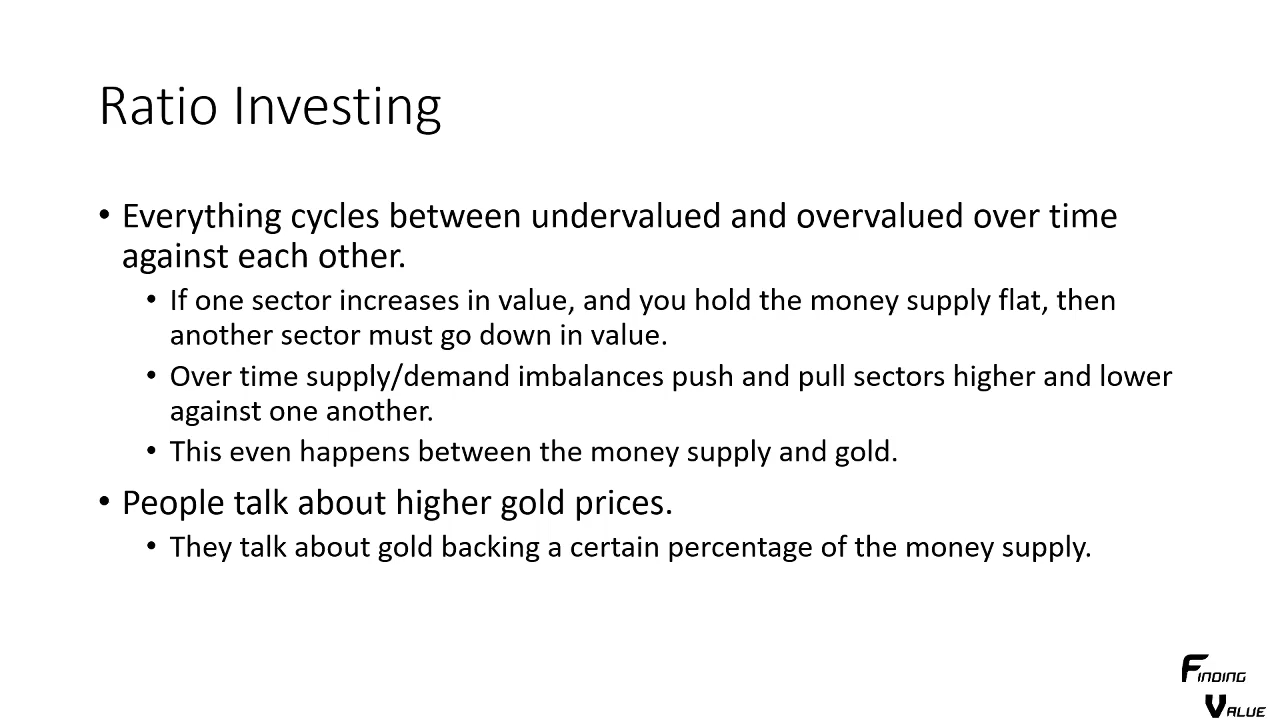 Ratio Investing
• Everything cycles between undervalued and overvalued over time
against each other.
• If one sector increases in value, and you hold the money supply flat, then
another sector must go down in value.
• Over time supply/demand imbalances push and pull sectors higher and lower
against one another.
• This even happens between the money supply and gold.
• People talk about higher gold prices.
• They talk about gold backing a certain percentage of the money supply.
Finding
Value